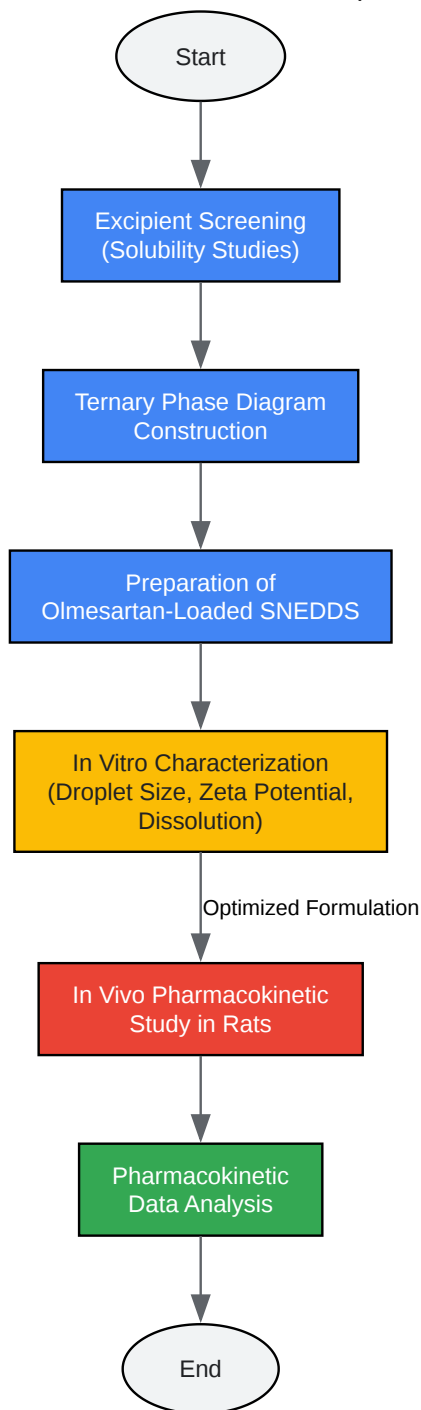 Start
Excipient Screening
(Solubility Studies)
Ternary Phase Diagram
Construction
Preparation of
Olmesartan-Loaded SNEDDS
In Vitro Characterization
(Droplet Size, Zeta Potential,
Dissolution)
Optimized Formulation
In Vivo Pharmacokinetic
Study in Rats
Pharmacokinetic
Data Analysis
End